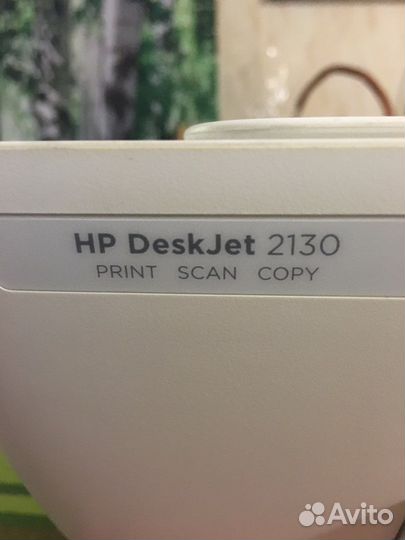 HP DeskJet 2130
PRINT SCAN COPY
Avito